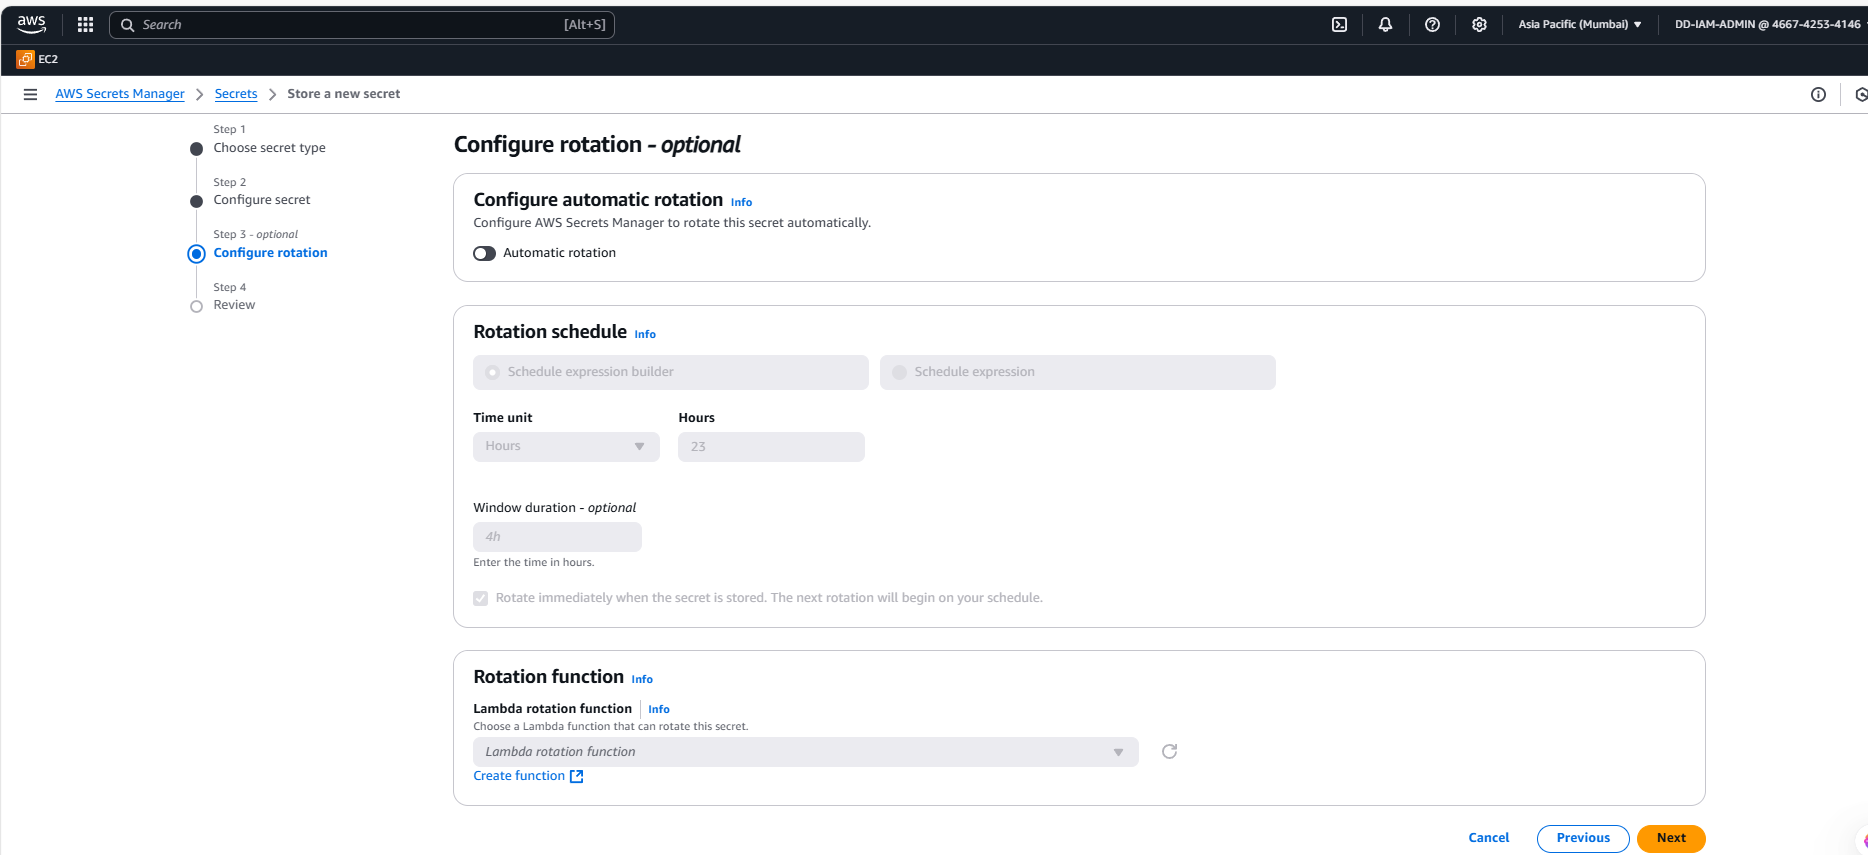 aws
Search [Alt+S]
Asia Pacific (Mumbai)
DD-IAM-ADMIN @ 4667-4253-4146
EC2
AWS Secrets Manager
Secrets
Store a new secret
Step 1
Choose secret type
Step 2
Configure secret
Step 3 - optional
Configure rotation
Step 4
Review
Configure rotation - optional
Configure automatic rotation Info
Configure AWS Secrets Manager to rotate this secret automatically.
Automatic rotation
Rotation schedule Info
Schedule expression builder
Schedule expression
Time unit
Hours
Hours
23
Window duration - optional
4h
Enter the time in hours.
Rotate immediately when the secret is stored. The next rotation will begin on your schedule.
Rotation function Info
Lambda rotation function Info
Choose a Lambda function that can rotate this secret.
Lambda rotation function
Create function
Cancel
Previous
Next